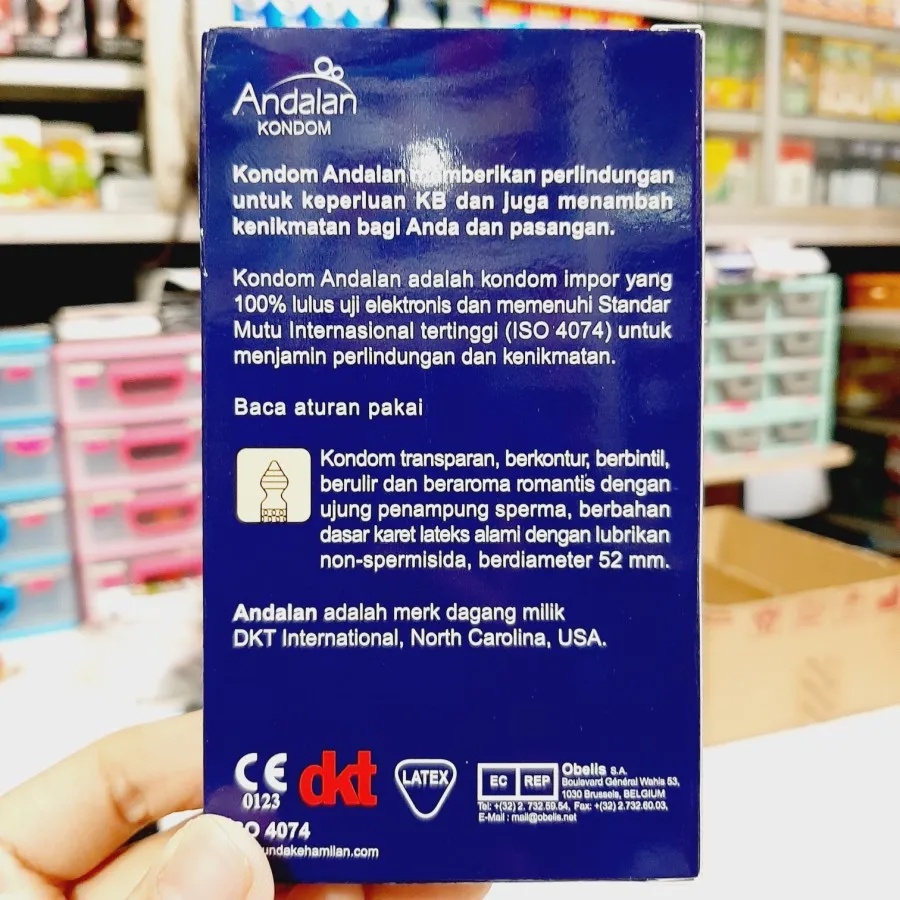 Andalan
KONDOM
Kondom Andalan memberikan perlindungan
untuk keperluan KB dan juga menambah
kenikmatan bagi Anda dan pasangan.
Kondom Andalan adalah kondom impor yang
100% lulus uji elektronis dan memenuhi Standar
Mutu Internasional tertinggi (ISO 4074) untuk
menjamin perlindungan dan kenikmatan.
Baca aturan pakai
Kondom transparan, berkontur, berbintil,
berulir dan beraroma romantis dengan
ujung penampung sperma, berbahan
dasar karet lateks alami dengan lubrikan
non-spermisida, berdiameter 52 mm.
Andalan adalah merk dagang milik
DKT International, North Carolina, USA.
CE
0123
dkt
LATEX
EC REP
Obelis S.A.
Boulevard Général Wahis 53,
1030 Brussels, BELGIUM
Tel: +(32) 2. 732.59.54, Fax: +(32) 2.732.60.03,
E-Mail : mail@obelis.net
ISO 4074
undakehamilan.com